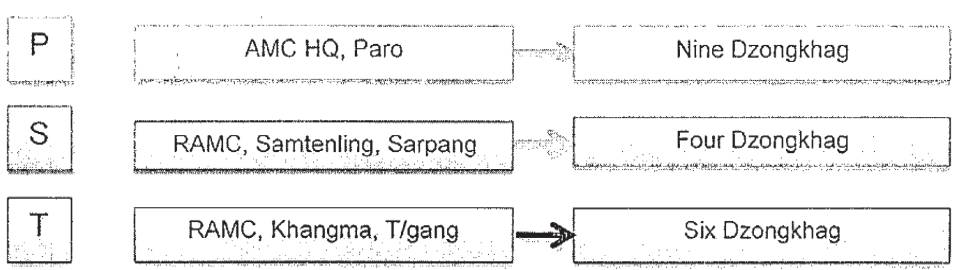 P AMC HQ, Paro Nine Dzongkhag
S RAMC, Samtenling, Sarpang Four Dzongkhag
T RAMC, Khangma, T/gang Six Dzongkhag